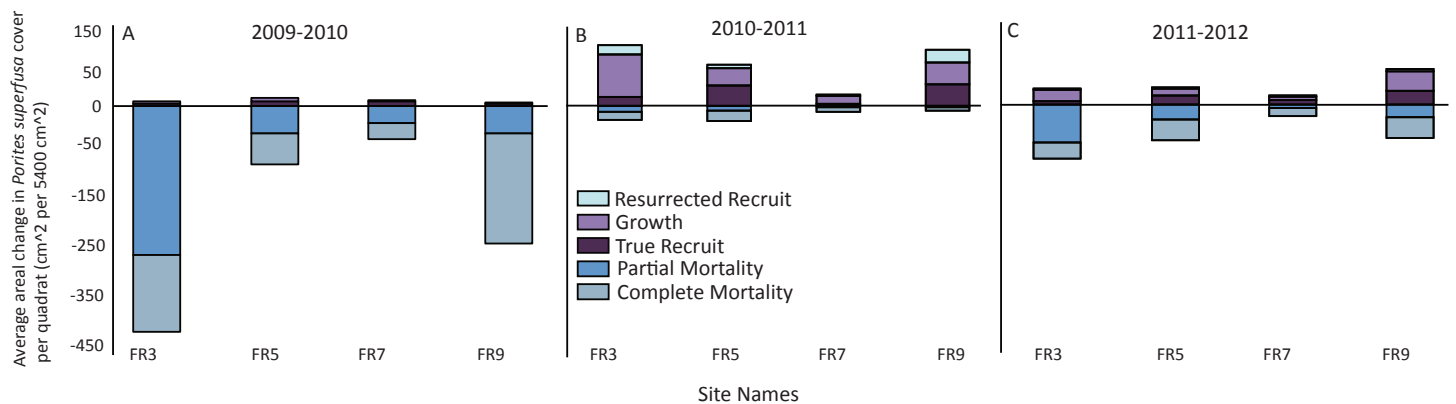 Average areal change in Porites superfusa cover
per quadrat (cm^2 per 5400 cm^2)
150
50
0
-50
-150
-250
-350
-450
A
2009-2010
FR3
FR5
FR7
FR9
B
2010-2011
Resurrected Recruit
Growth
True Recruit
Partial Mortality
Complete Mortality
FR3
FR5
FR7
FR9
C
2011-2012
FR3
FR5
FR7
FR9
Site Names